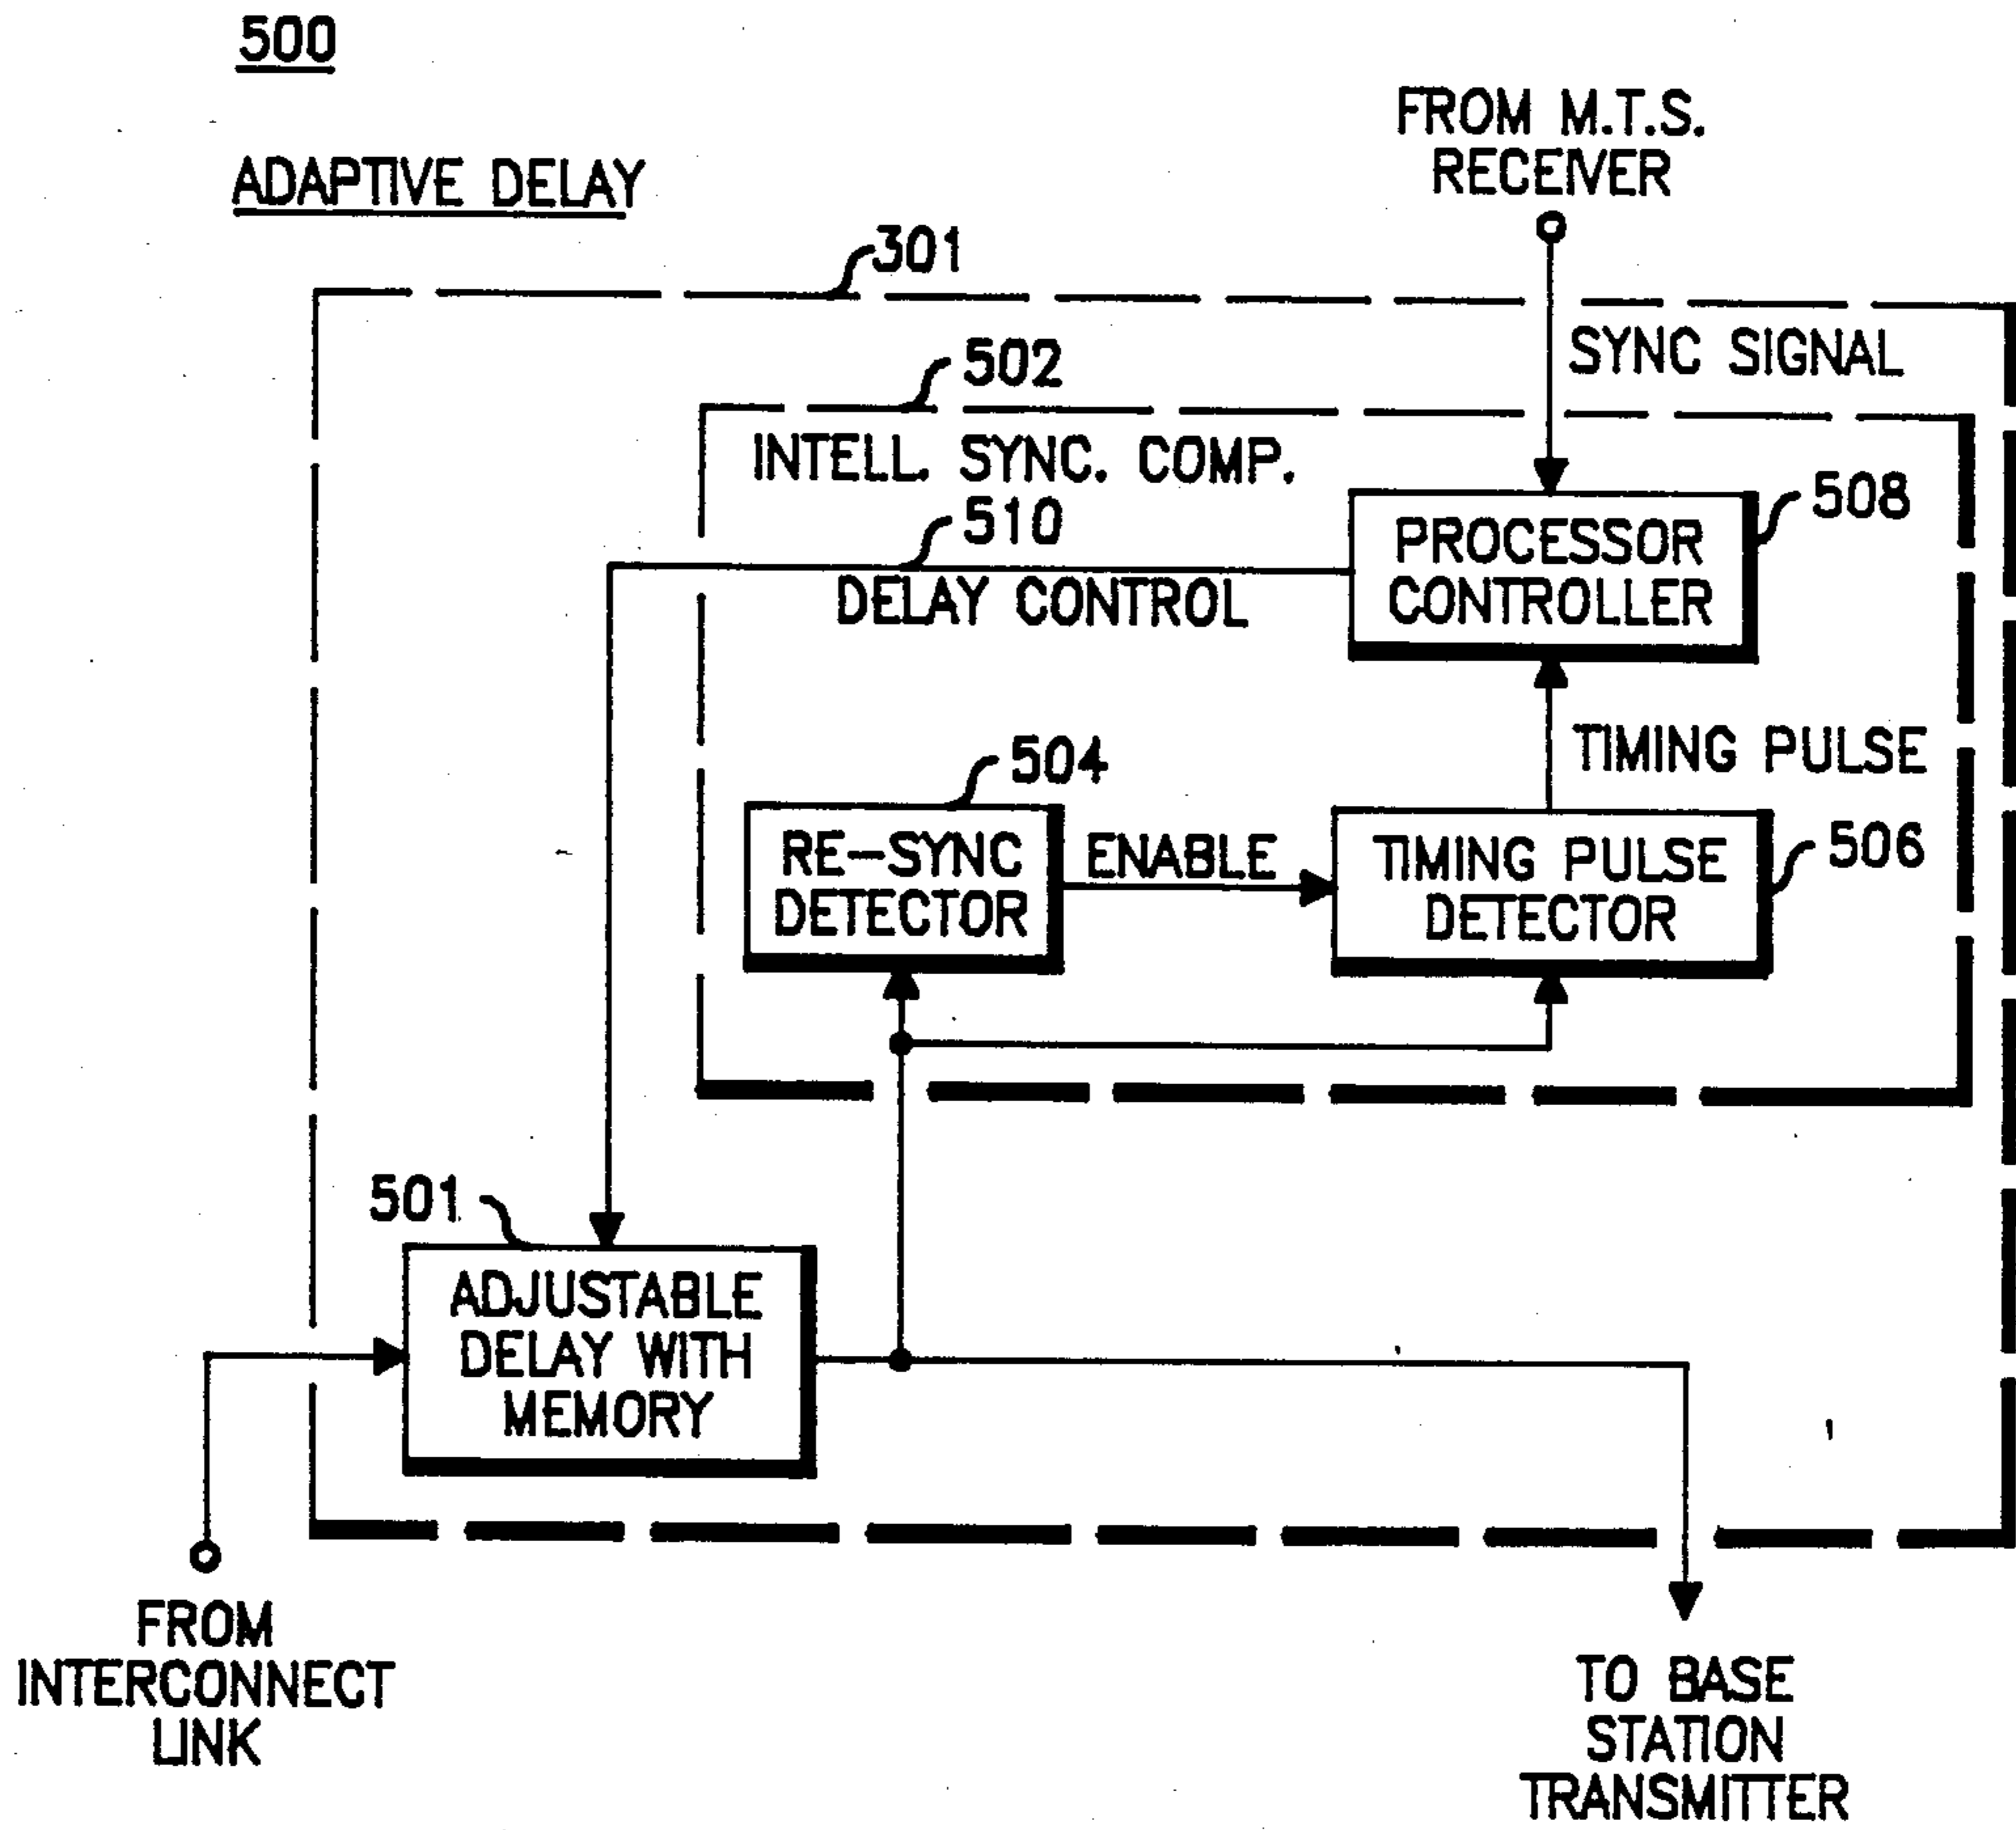 500
ADAPTIVE DELAY
FROM M.T.S.
RECEIVER
301
SYNC SIGNAL
502
INTELL. SYNC. COMP.
510
DELAY CONTROL
PROCESSOR
CONTROLLER
508
TIMING PULSE
504
RE-SYNC
DETECTOR
ENABLE
TIMING PULSE
DETECTOR
506
501
ADJUSTABLE
DELAY WITH
MEMORY
FROM
INTERCONNECT
LINK
TO BASE
STATION
TRANSMITTER